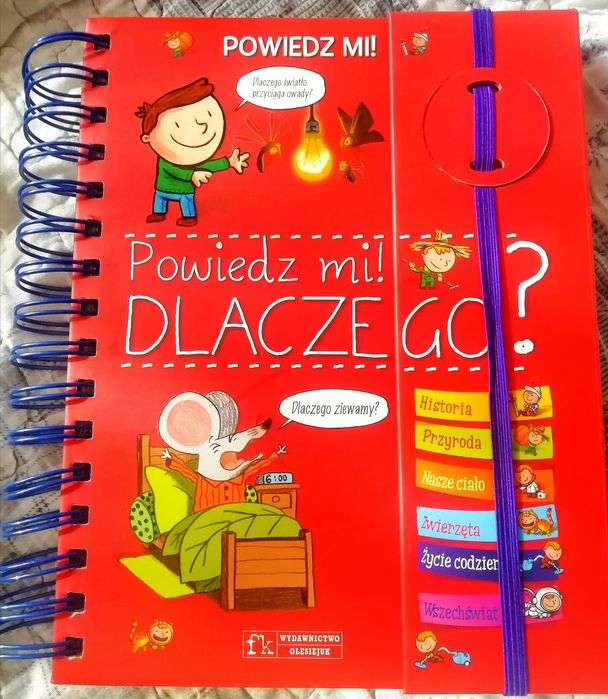 POWIEDZ MI!
Dlaczego światło
przyciąga owady?
Powiedz mi!
DLACZEGO?
Dlaczego ziewamy?
6:00
Historia
Przyroda
Nasze ciało
Zwierzęta
Życie codzien
Wszechświat
fk WYDAWNICTWO
OLESIEJUK